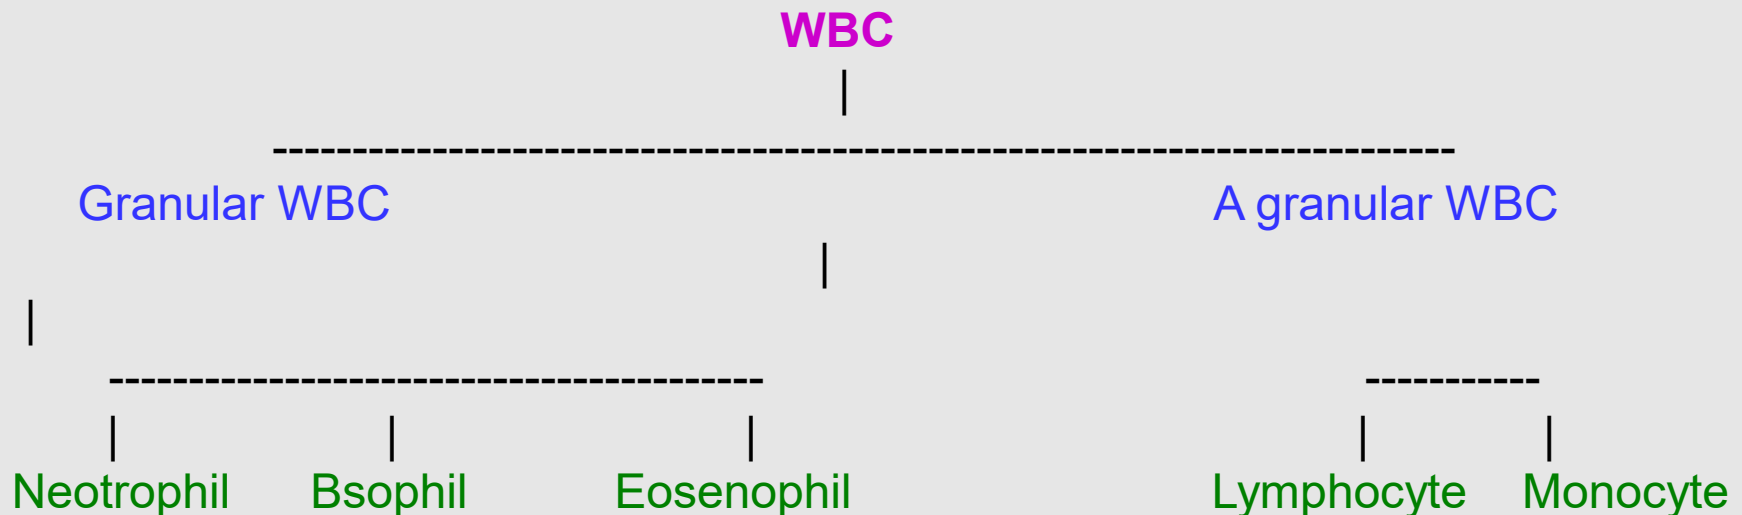 WBC
|
--------------------------------------------------------------------------
Granular WBC A granular WBC
|
|
----------------------------------------- -----------
| | | | |
Neotrophil Bsophil Eosenophil Lymphocyte Monocyte